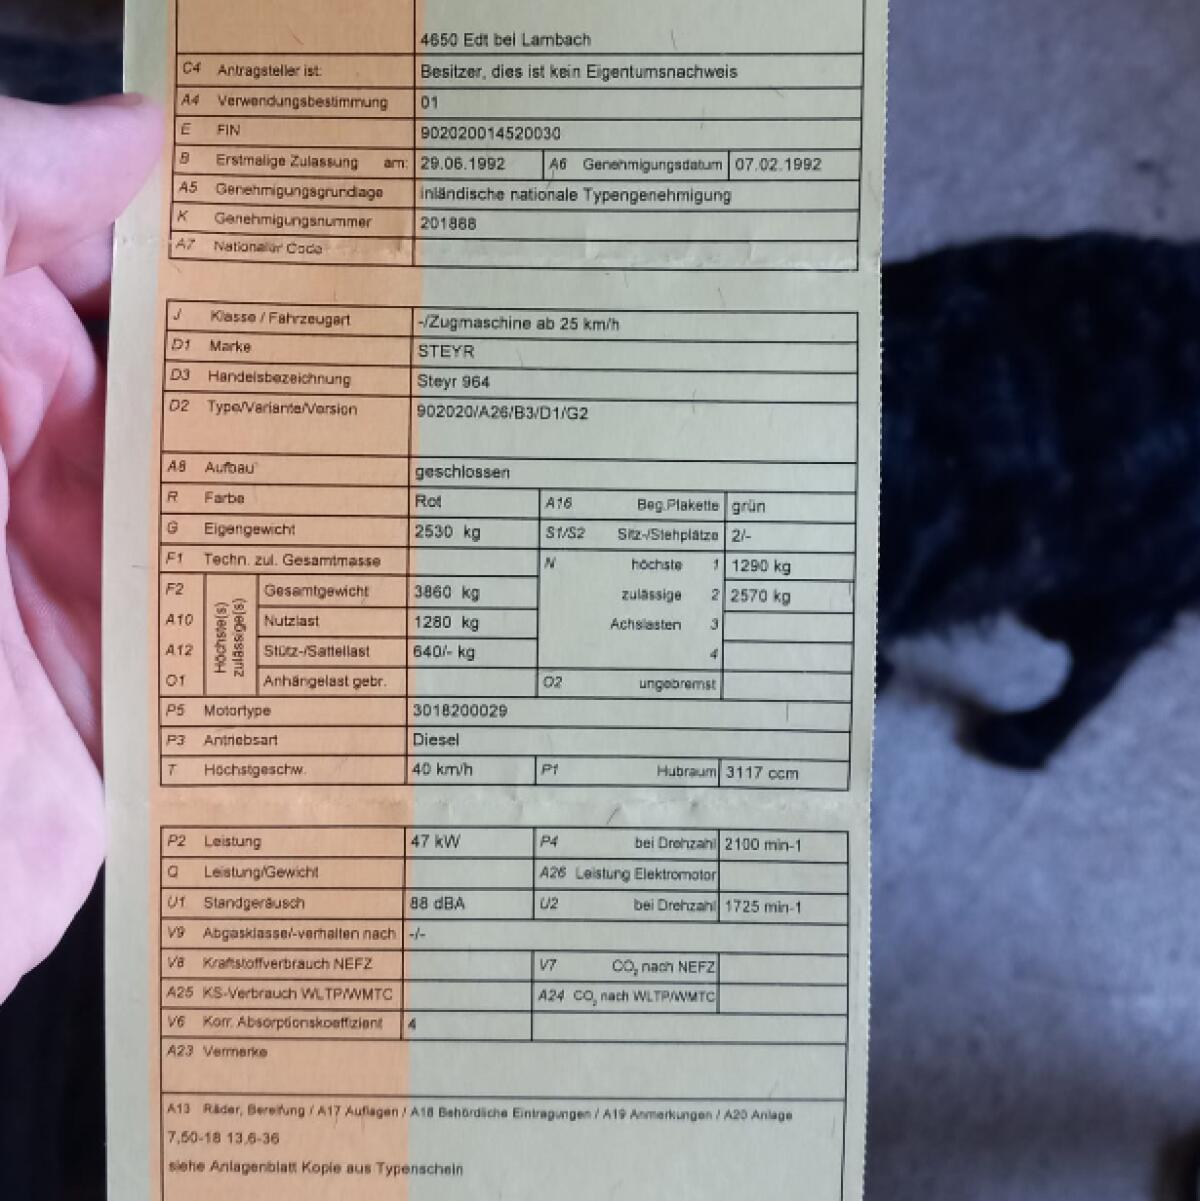 4650 Edt bei Lambach
C4 Antragsteller ist: Besitzer, dies ist kein Eigentumsnachweis
A4 Verwendungsbestimmung 01
E FIN 902020014520030
B Erstmalige Zulassung am: 29.06.1992 A6 Genehmigungsdatum 07.02.1992
A5 Genehmigungsgrundlage inländische nationale Typengenehmigung
K Genehmigungsnummer 201888
A7 Nationaler Code
J Klasse / Fahrzeugart -/Zugmaschine ab 25 km/h
D1 Marke STEYR
D3 Handelsbezeichnung Steyr 964
D2 Type/Variante/Version 902020/A26/B3/D1/G2
A8 Aufbau geschlossen
R Farbe Rot A16 Beg.Plakette grün
G Eigengewicht 2530 kg S1/S2 Sitz-/Stehplätze 2/-
F1 Techn. zul. Gesamtmasse N höchste 1 1290 kg
F2 Höchste(s) zulässige(s) Gesamtgewicht 3860 kg zulässige 2 2570 kg
A10 Nutzlast 1280 kg Achslasten 3
A12 Stütz-/Sattellast 640/- kg 4
O1 Anhängelast gebr. O2 ungebremst
P5 Motortype 3018200029
P3 Antriebsart Diesel
T Höchstgeschw. 40 km/h P1 Hubraum 3117 ccm
P2 Leistung 47 kW P4 bei Drehzahl 2100 min-1
Q Leistung/Gewicht A26 Leistung Elektromotor
U1 Standgeräusch 88 dBA U2 bei Drehzahl 1725 min-1
V9 Abgasklasse/-verhalten nach -/-
V8 Kraftstoffverbrauch NEFZ V7 CO₂ nach NEFZ
A25 KS-Verbrauch WLTP/WMTC A24 CO₂ nach WLTP/WMTC
V6 Korr. Absorptionskoeffizient 4
A23 Vermerke
A13 Räder, Bereifung / A17 Auflagen / A18 Behördliche Eintragungen / A19 Anmerkungen / A20 Anlage
7,50-18 13,6-36
siehe Anlagenblatt Kopie aus Typenschein